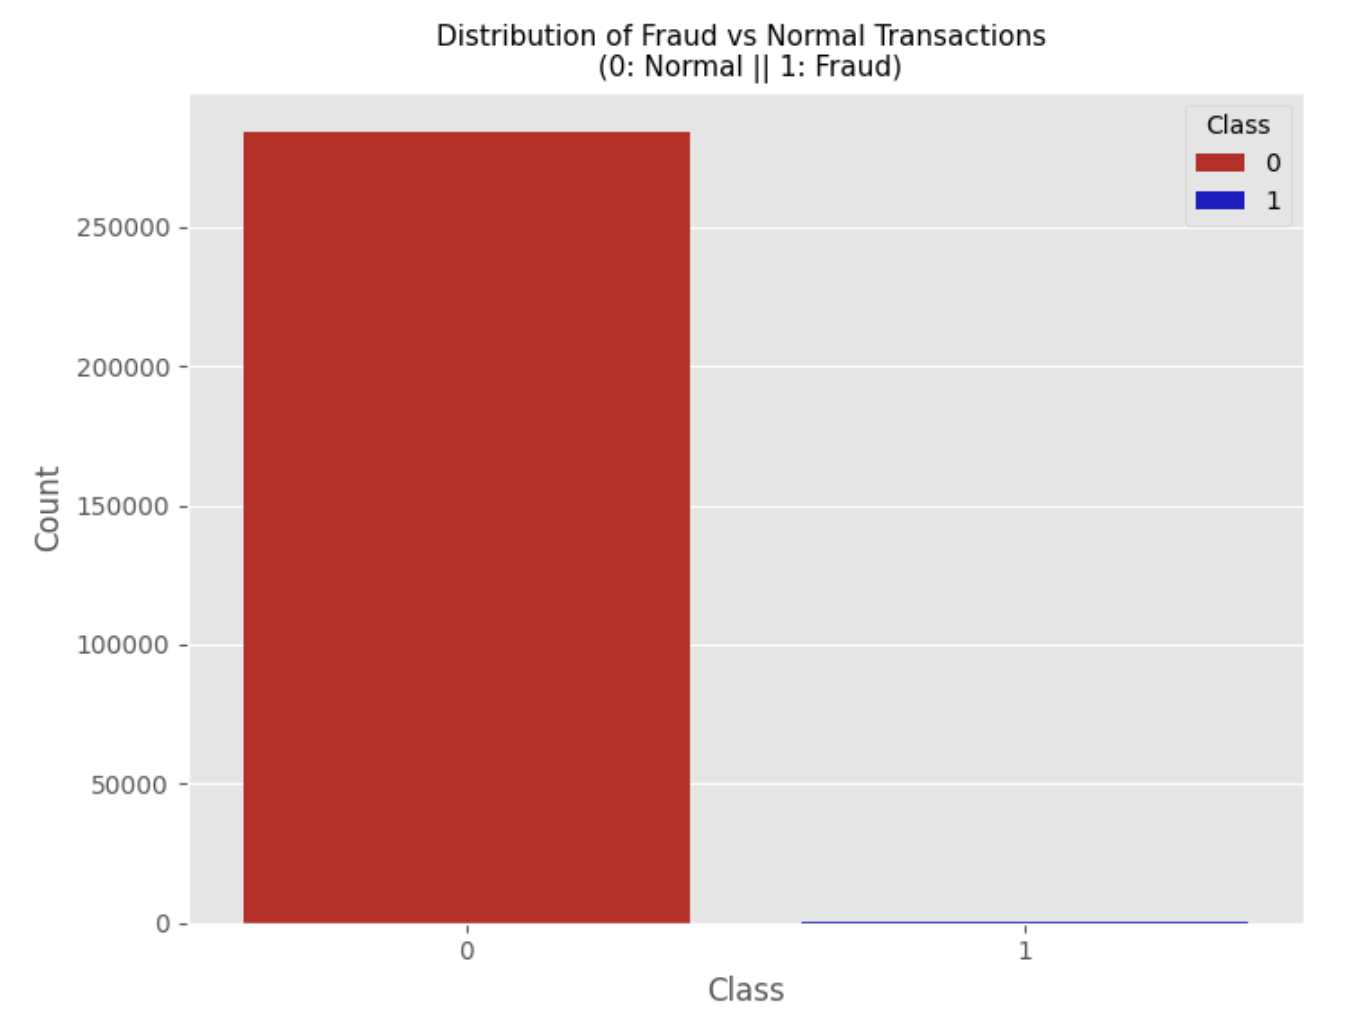 Distribution of Fraud vs Normal Transactions
(0: Normal || 1: Fraud)
Class
0
1
250000
200000
150000
100000
50000
0
Count
0
1
Class